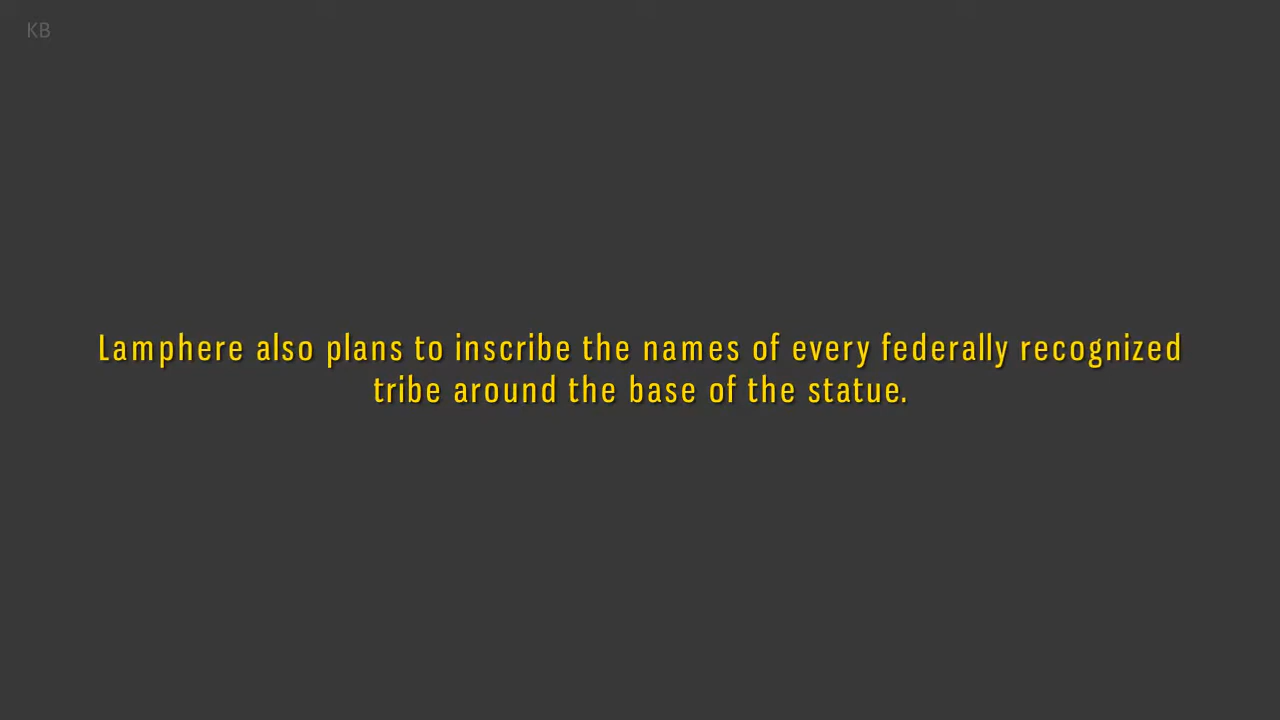 KB
Lamphere also plans to inscribe the names of every federally recognized
tribe around the base of the statue.